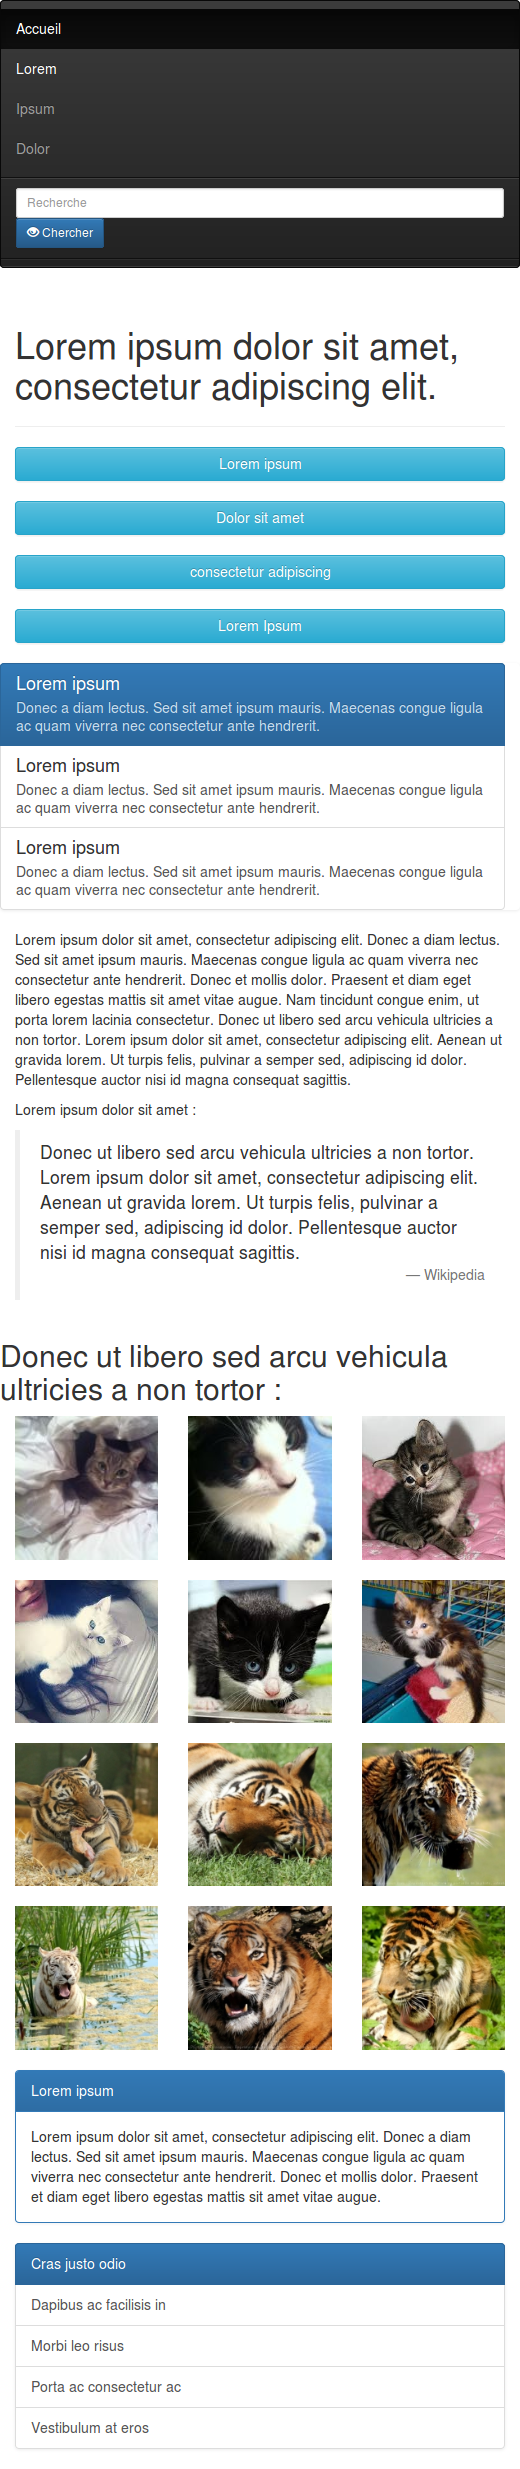 Accueil
Lorem
Ipsum
Dolor
Recherche
Chercher
Lorem ipsum dolor sit amet,
consectetur adipiscing elit.
Lorem ipsum
Dolor sit amet
consectetur adipiscing
Lorem Ipsum
Lorem ipsum
Donec a diam lectus. Sed sit amet ipsum mauris. Maecenas congue ligula
ac quam viverra nec consectetur ante hendrerit.
Lorem ipsum
Donec a diam lectus. Sed sit amet ipsum mauris. Maecenas congue ligula
ac quam viverra nec consectetur ante hendrerit.
Lorem ipsum
Donec a diam lectus. Sed sit amet ipsum mauris. Maecenas congue ligula
ac quam viverra nec consectetur ante hendrerit.
Lorem ipsum dolor sit amet, consectetur adipiscing elit. Donec a diam lectus.
Sed sit amet ipsum mauris. Maecenas congue ligula ac quam viverra nec
consectetur ante hendrerit. Donec et mollis dolor. Praesent et diam eget
libero egestas mattis sit amet vitae augue. Nam tincidunt congue enim, ut
porta lorem lacinia consectetur. Donec ut libero sed arcu vehicula ultricies a
non tortor. Lorem ipsum dolor sit amet, consectetur adipiscing elit. Aenean ut
gravida lorem. Ut turpis felis, pulvinar a semper sed, adipiscing id dolor.
Pellentesque auctor nisi id magna consequat sagittis.
Lorem ipsum dolor sit amet :
Donec ut libero sed arcu vehicula ultricies a non tortor.
Lorem ipsum dolor sit amet, consectetur adipiscing elit.
Aenean ut gravida lorem. Ut turpis felis, pulvinar a
semper sed, adipiscing id dolor. Pellentesque auctor
nisi id magna consequat sagittis.
— Wikipedia
Donec ut libero sed arcu vehicula
ultricies a non tortor :
Lorem ipsum
Lorem ipsum dolor sit amet, consectetur adipiscing elit. Donec a diam
lectus. Sed sit amet ipsum mauris. Maecenas congue ligula ac quam
viverra nec consectetur ante hendrerit. Donec et mollis dolor. Praesent
et diam eget libero egestas mattis sit amet vitae augue.
Cras justo odio
Dapibus ac facilisis in
Morbi leo risus
Porta ac consectetur ac
Vestibulum at eros